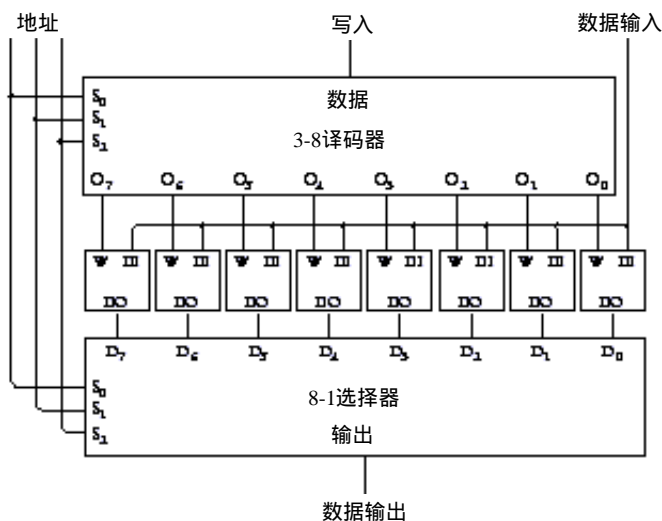 地址 写入 数据输入
S0 数据
S1
S2 3-8译码器
O7 O6 O5 O4 O3 O2 O1 O0
W DI W DI W DI W DI W DI W DI W DI W DI
DO DO DO DO DO DO DO DO
D7 D6 D5 D4 D3 D2 D1 D0
S0 8-1选择器
S1
S2 输出
数据输出